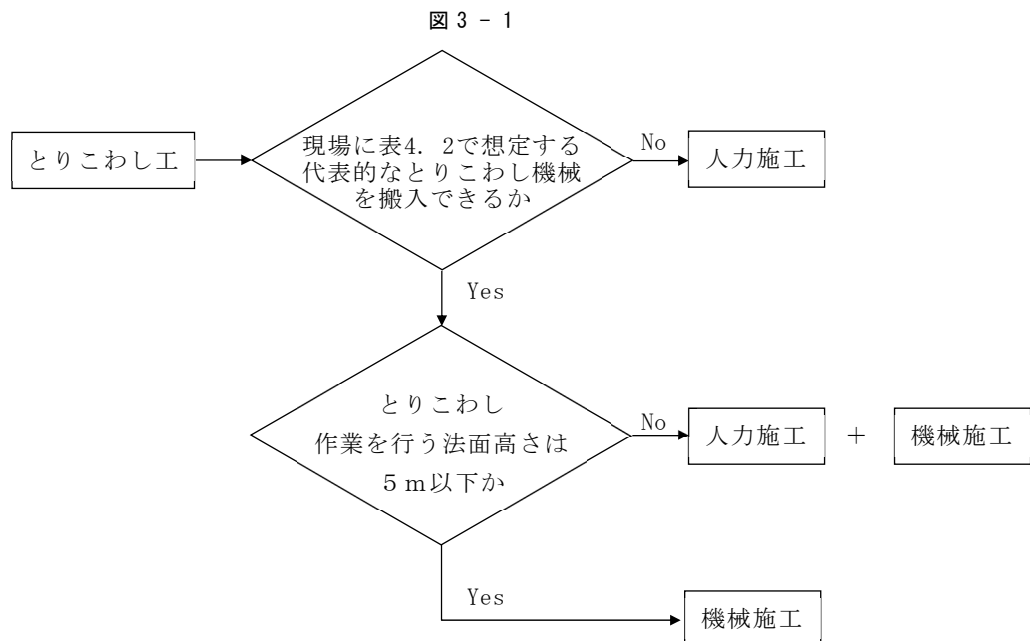 図3-1
とりこわし工
現場に表4.2で想定する
代表的なとりこわし機械
を搬入できるか
No
人力施工
Yes
とりこわし
作業を行う法面高さは
5m以下か
No
人力施工 + 機械施工
Yes
機械施工